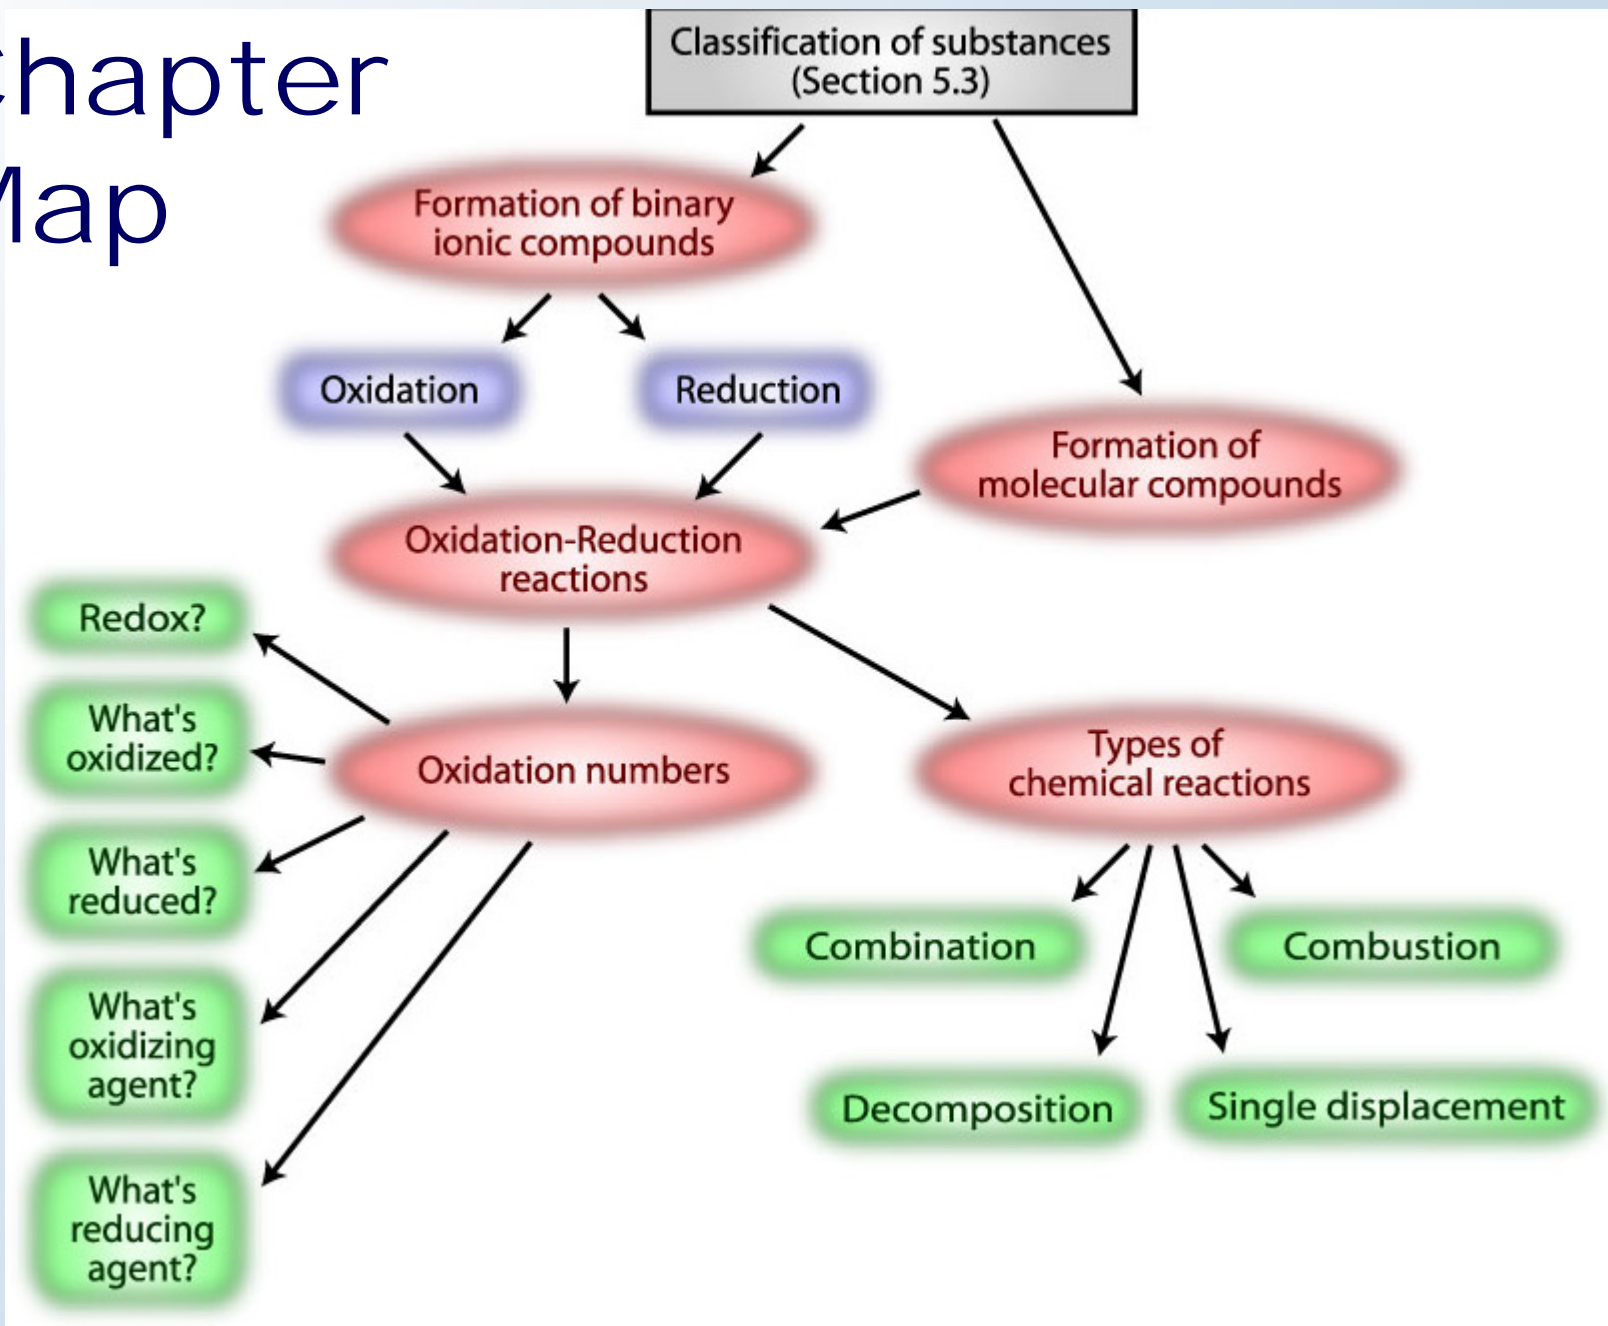 Chapter
Map
Classification of substances
(Section 5.3)
Formation of binary
ionic compounds
Oxidation
Reduction
Formation of
molecular compounds
Oxidation-Reduction
reactions
Redox?
What's
oxidized?
What's
reduced?
What's
oxidizing
agent?
What's
reducing
agent?
Oxidation numbers
Types of
chemical reactions
Combination
Combustion
Decomposition
Single displacement